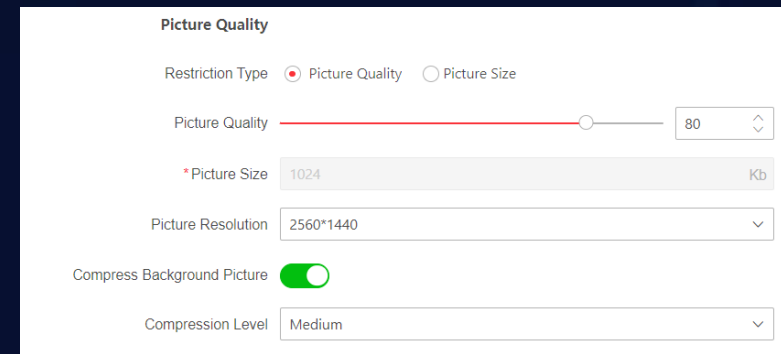 Picture Quality
Restriction Type Picture Quality Picture Size
Picture Quality 80
*Picture Size 1024 Kb
Picture Resolution 2560*1440
Compress Background Picture
Compression Level Medium